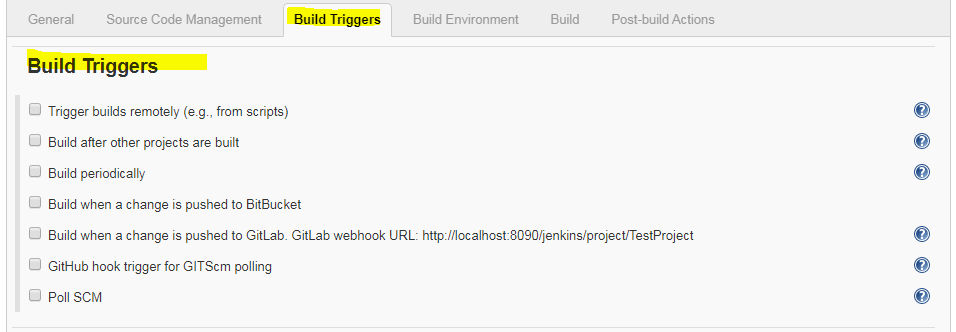 General Source Code Management Build Triggers Build Environment Build Post-build Actions
Build Triggers
Trigger builds remotely (e.g., from scripts) ?
Build after other projects are built ?
Build periodically ?
Build when a change is pushed to BitBucket
Build when a change is pushed to GitLab. GitLab webhook URL: http://localhost:8090/jenkins/project/TestProject ?
GitHub hook trigger for GITScm polling ?
Poll SCM ?